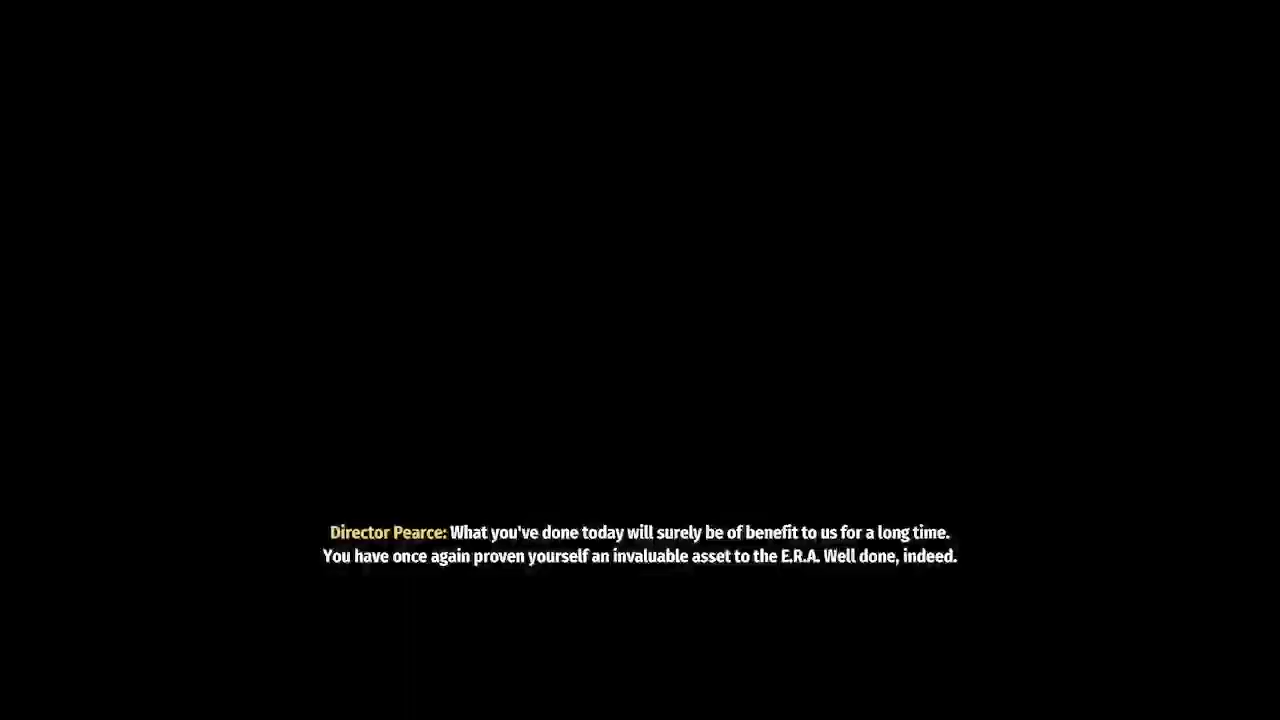 Director Pearce: What you've done today will surely be of benefit to us for a long time.
You have once again proven yourself an invaluable asset to the E.R.A. Well done, indeed.